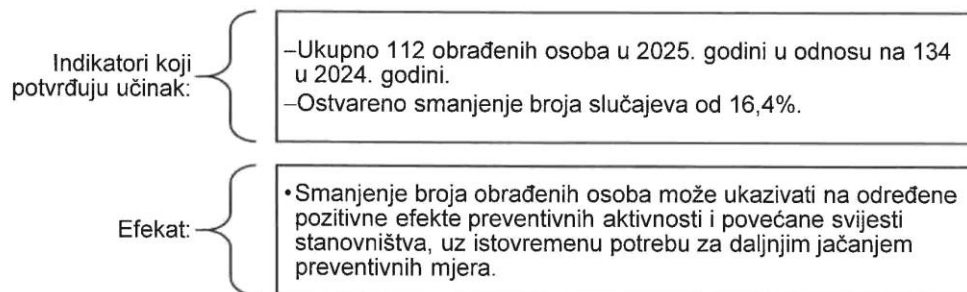 Indikatori koji
potvrđuju učinak:
–Ukupno 112 obrađenih osoba u 2025. godini u odnosu na 134
u 2024. godini.
–Ostvareno smanjenje broja slučajeva od 16,4%.
Efekat:
•Smanjenje broja obrađenih osoba može ukazivati na određene
pozitivne efekte preventivnih aktivnosti i povećane svijesti
stanovništva, uz istovremenu potrebu za daljnjim jačanjem
preventivnih mjera.